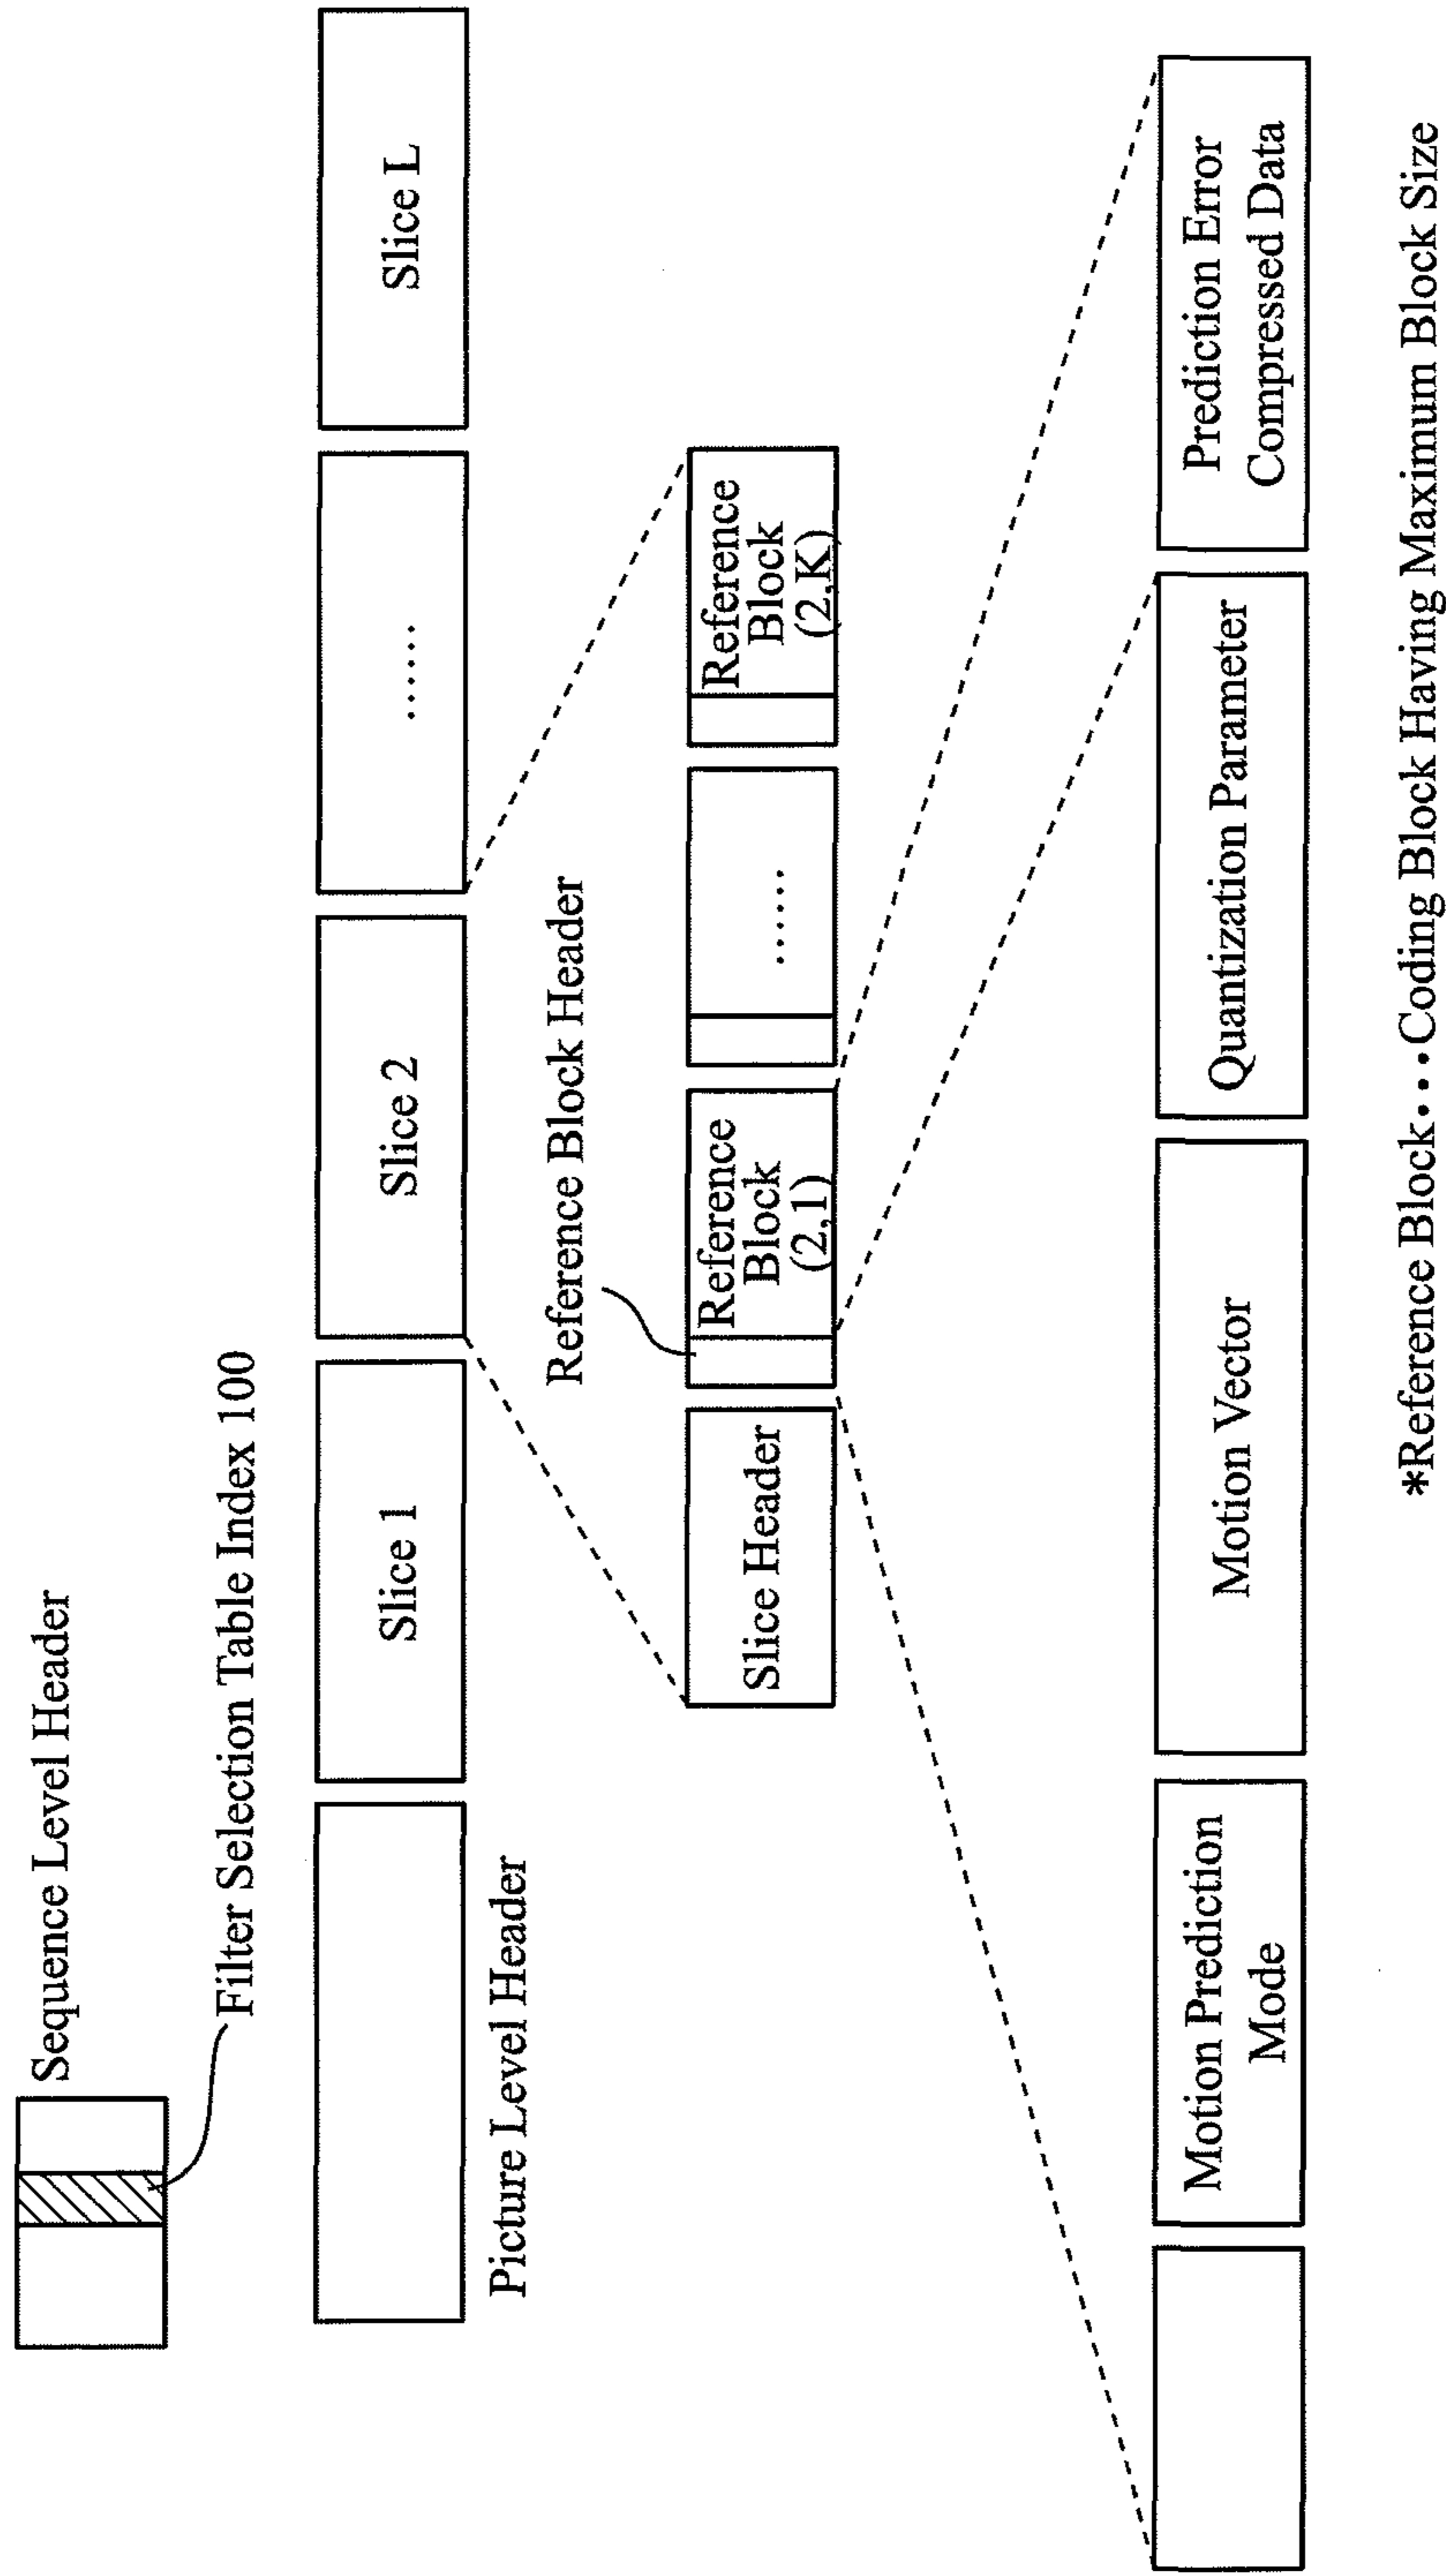 Sequence Level Header
Filter Selection Table Index 100
Slice 1
Slice 2
......
Slice L
Picture Level Header
Reference Block Header
Slice Header
Reference
Block
(2,1)
......
Reference
Block
(2,K)
Motion Prediction
Mode
Motion Vector
Quantization Parameter
Prediction Error
Compressed Data
*Reference Block•••Coding Block Having Maximum Block Size